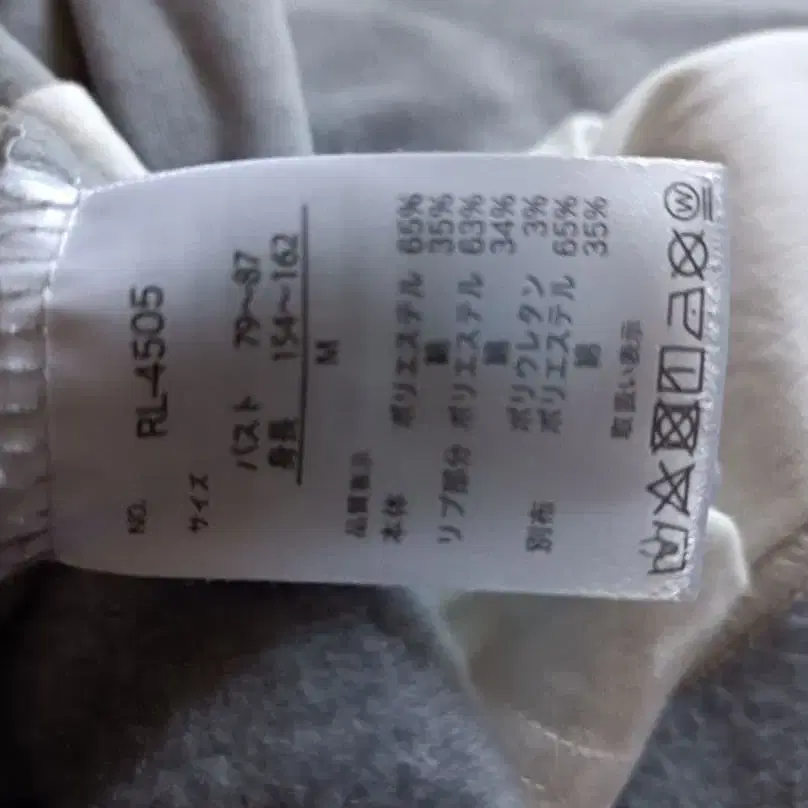 NO. RL-4505
サイズ
バスト 79〜87
身長 154〜162
M
品質表示
本体 ポリエステル 65%
綿 35%
リブ部分 ポリエステル 63%
綿 34%
ポリウレタン 3%
別布 ポリエステル 65%
綿 35%
取扱い表示
W